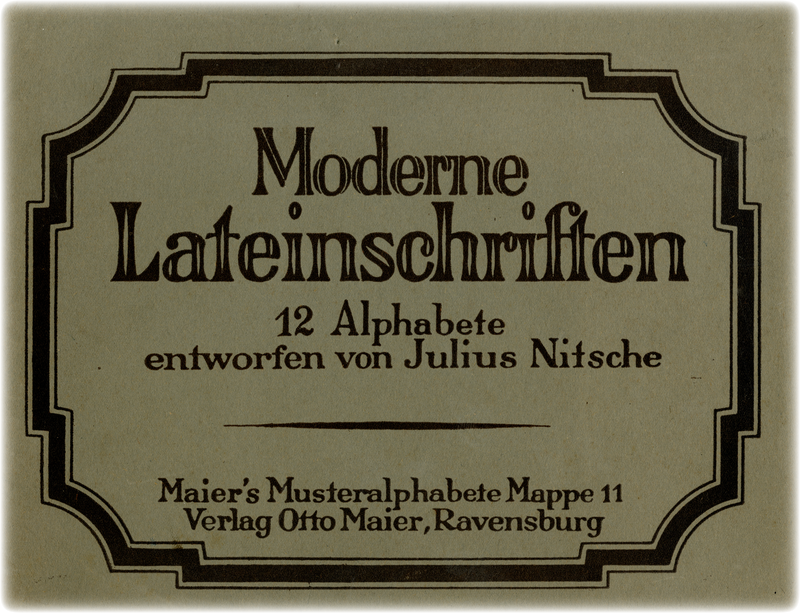 Moderne
Lateinschriften
12 Alphabete
entworfen von Julius Nitsche
Maier's Musteralphabete Mappe 11
Verlag Otto Maier, Ravensburg